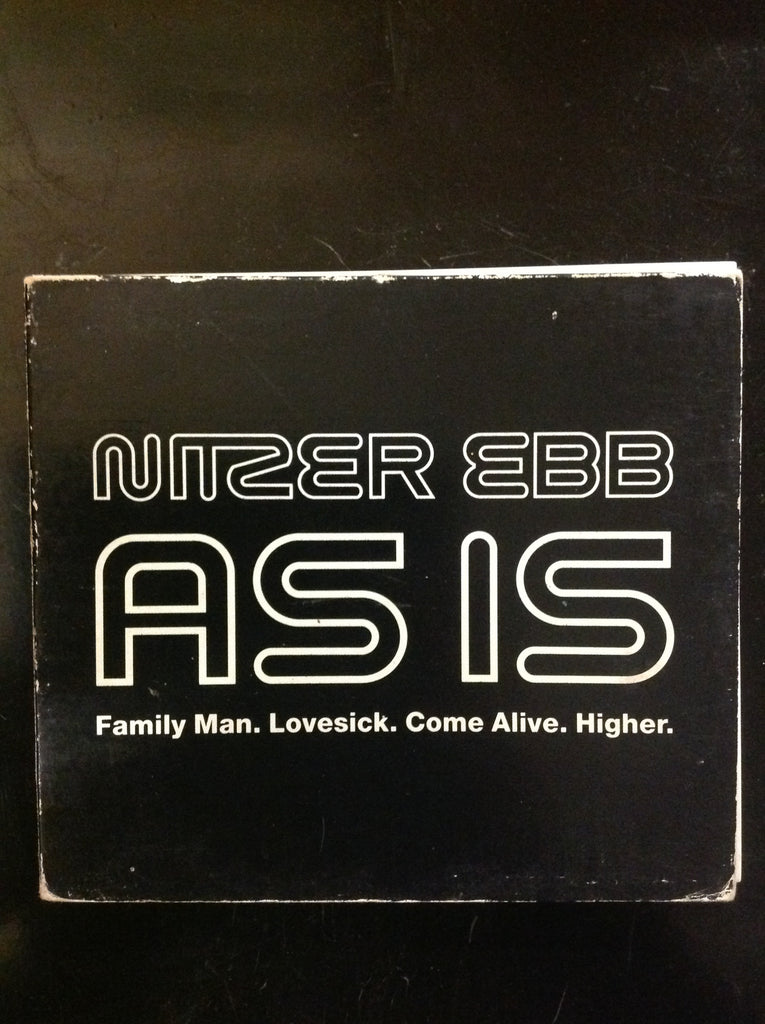 NITZER EBB
AS IS
Family Man. Lovesick. Come Alive. Higher.